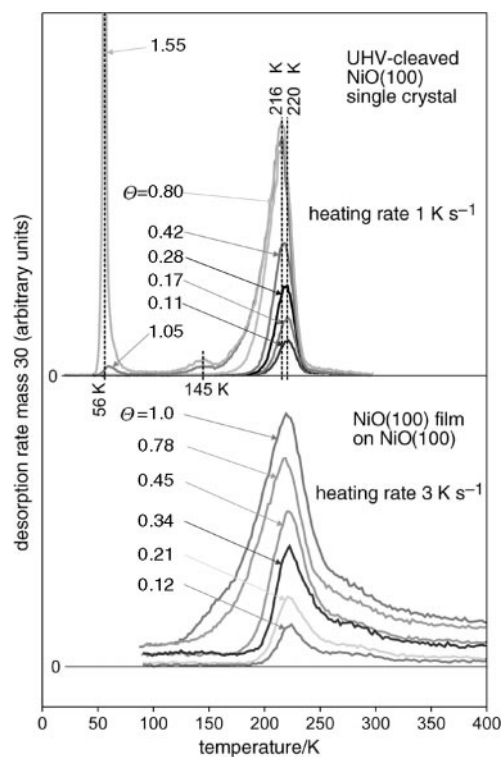 desorption rate mass 30 (arbitrary units)
1.55
216 K
220 K
UHV-cleaved
NiO(100)
single crystal
Θ=0.80
heating rate 1 K s⁻¹
0.42
0.28
0.17
0.11
1.05
0
56 K
145 K
Θ=1.0
NiO(100) film
on NiO(100)
0.78
heating rate 3 K s⁻¹
0.45
0.34
0.21
0.12
0
0 50 100 150 200 250 300 350 400
temperature/K